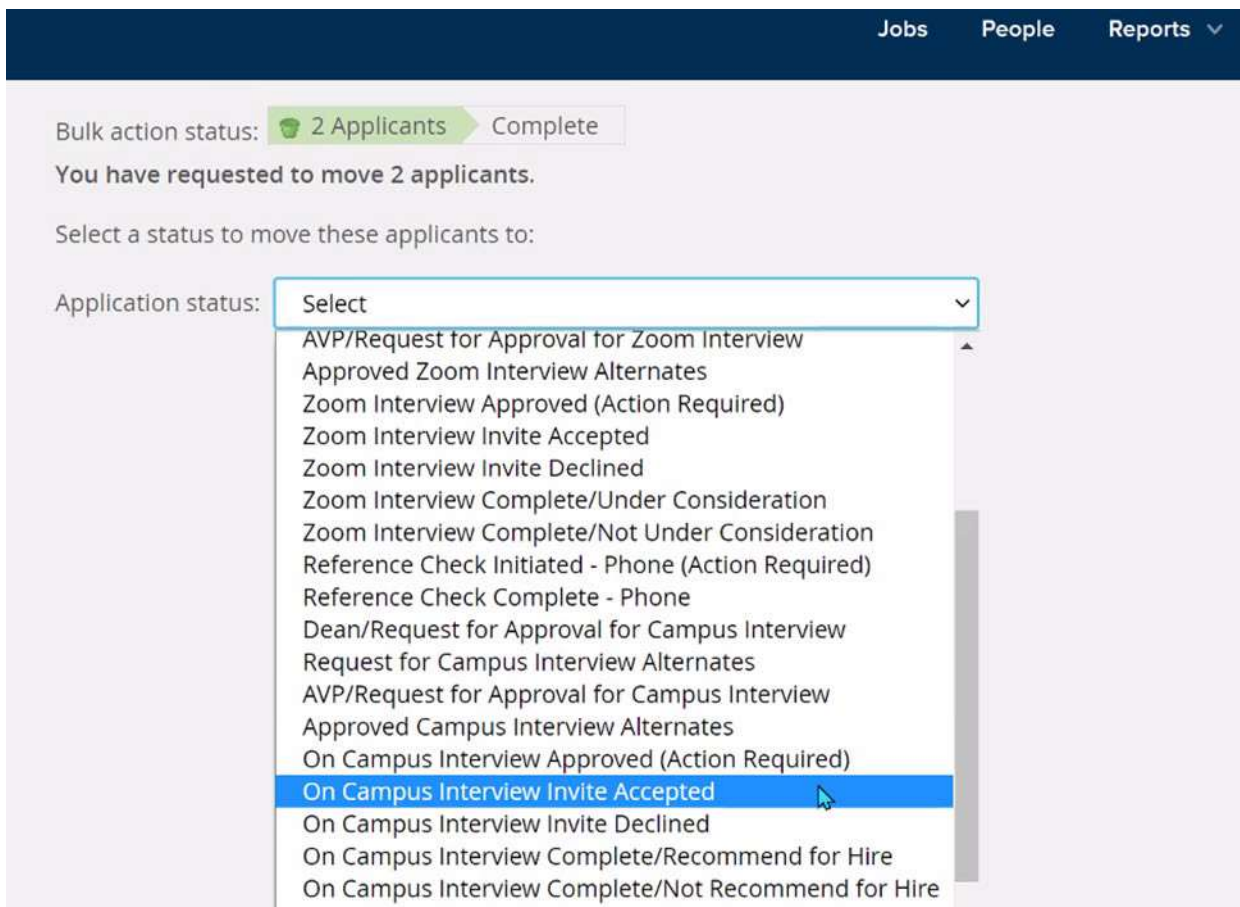 Jobs People Reports
Bulk action status: 2 Applicants Complete
You have requested to move 2 applicants.
Select a status to move these applicants to:
Application status: Select
AVP/Request for Approval for Zoom Interview
Approved Zoom Interview Alternates
Zoom Interview Approved (Action Required)
Zoom Interview Invite Accepted
Zoom Interview Invite Declined
Zoom Interview Complete/Under Consideration
Zoom Interview Complete/Not Under Consideration
Reference Check Initiated - Phone (Action Required)
Reference Check Complete - Phone
Dean/Request for Approval for Campus Interview
Request for Campus Interview Alternates
AVP/Request for Approval for Campus Interview
Approved Campus Interview Alternates
On Campus Interview Approved (Action Required)
On Campus Interview Invite Accepted
On Campus Interview Invite Declined
On Campus Interview Complete/Recommend for Hire
On Campus Interview Complete/Not Recommend for Hire